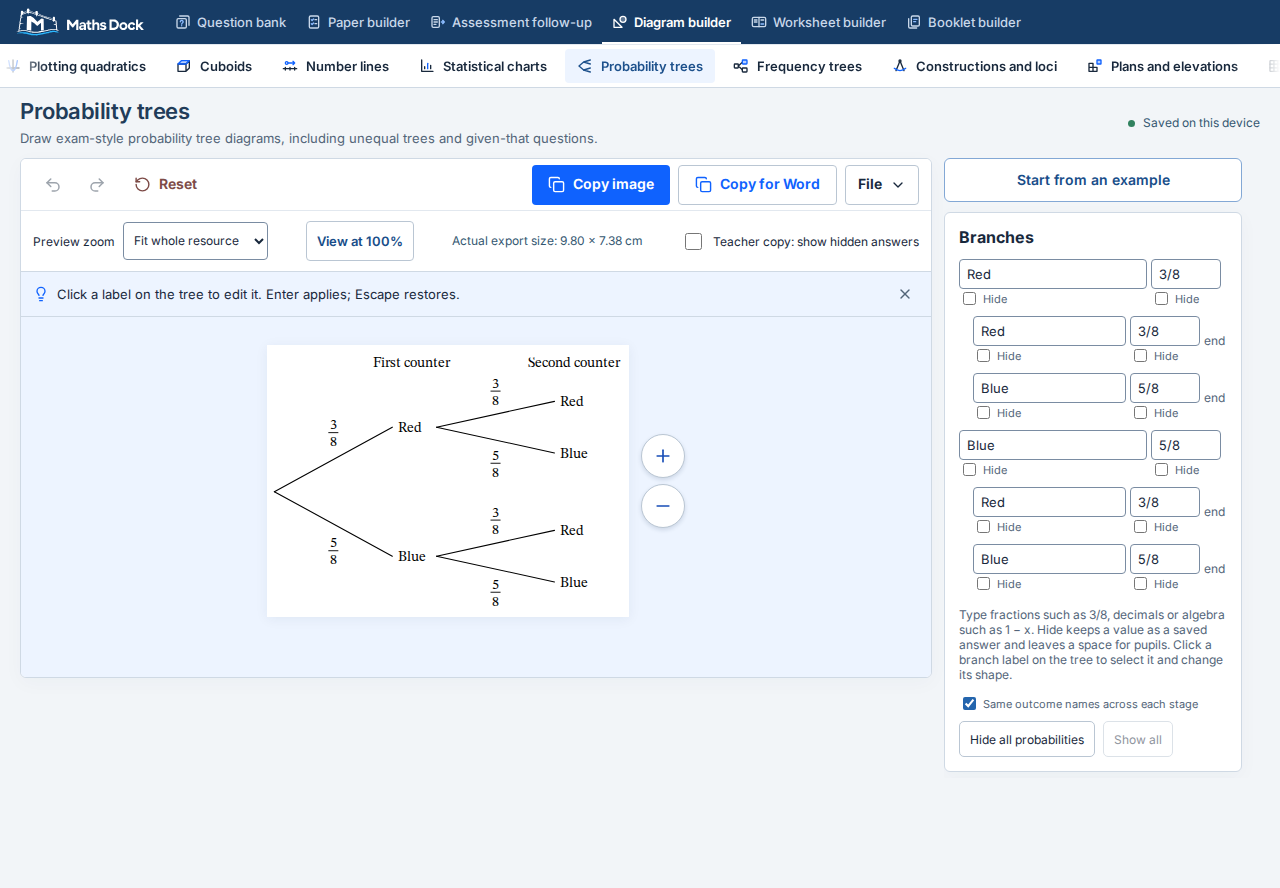 Maths Dock
Question bank
Paper builder
Assessment follow-up
Diagram builder
Worksheet builder
Booklet builder
Plotting quadratics
Cuboids
Number lines
Statistical charts
Probability trees
Frequency trees
Constructions and loci
Plans and elevations
Probability trees
Draw exam-style probability tree diagrams, including unequal trees and given-that questions.
Saved on this device
Reset
Copy image
Copy for Word
File
Preview zoom
Fit whole resource
View at 100%
Actual export size: 9.80 × 7.38 cm
Teacher copy: show hidden answers
Click a label on the tree to edit it. Enter applies; Escape restores.
First counter
Second counter
3/8
Red
3/8
Red
5/8
Blue
5/8
Blue
3/8
Red
5/8
Blue
Start from an example
Branches
Red 3/8
Hide Hide
Red 3/8 end
Hide Hide
Blue 5/8 end
Hide Hide
Blue 5/8
Hide Hide
Red 3/8 end
Hide Hide
Blue 5/8 end
Hide Hide
Type fractions such as 3/8, decimals or algebra
such as 1 − x. Hide keeps a value as a saved
answer and leaves a space for pupils. Click a
branch label on the tree to select it and change
its shape.
Same outcome names across each stage
Hide all probabilities
Show all